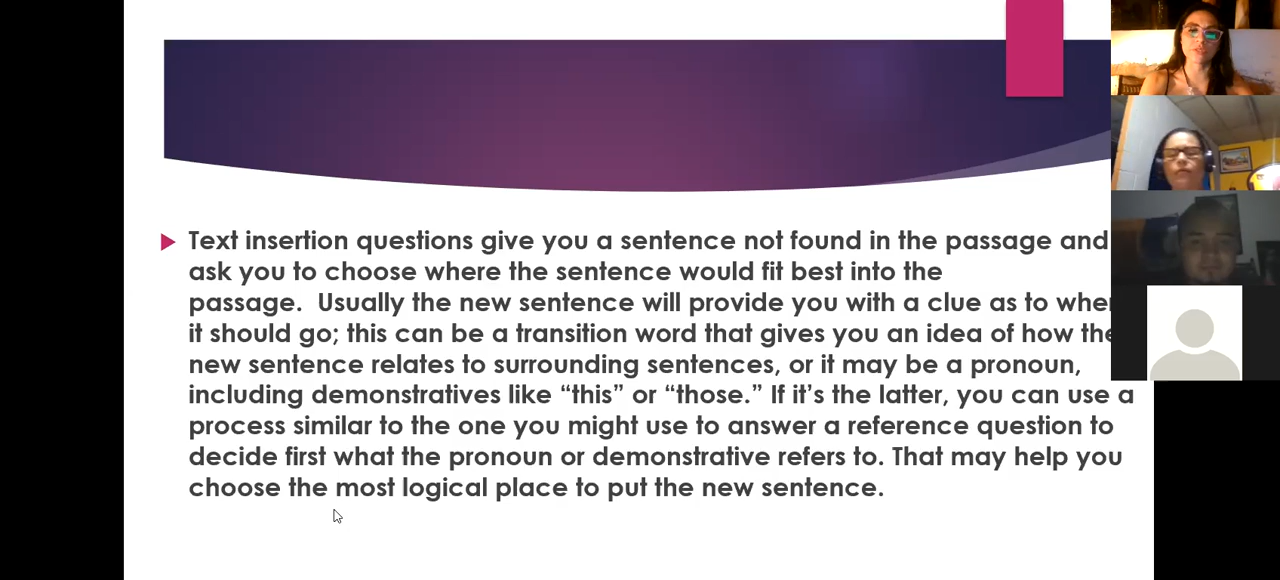 Text insertion questions give you a sentence not found in the passage and
ask you to choose where the sentence would fit best into the
passage.  Usually the new sentence will provide you with a clue as to
it should go; this can be a transition word that gives you an idea of how the
new sentence relates to surrounding sentences, or it may be a pronoun,
including demonstratives like “this” or “those.” If it’s the latter, you can use a
process similar to the one you might use to answer a reference question to
decide first what the pronoun or demonstrative refers to. That may help you
choose the most logical place to put the new sentence.